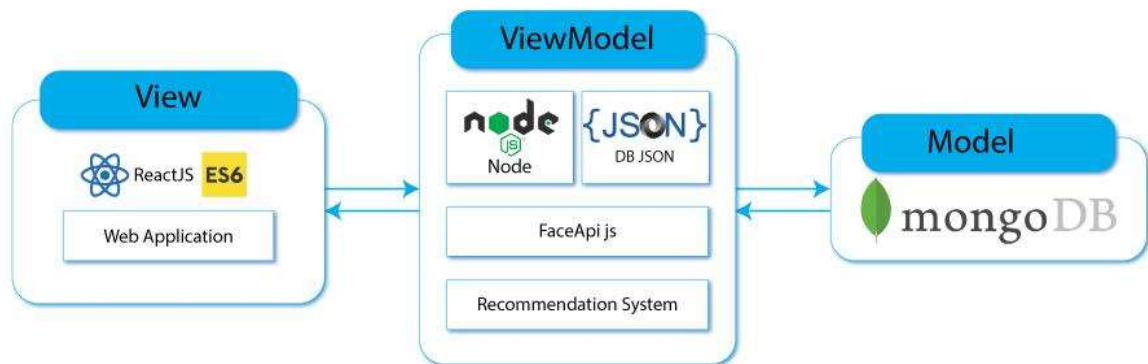 View
ReactJS ES6
Web Application
ViewModel
node
JS
Node
{JSON}
DB JSON
FaceApi js
Recommendation System
Model
mongoDB